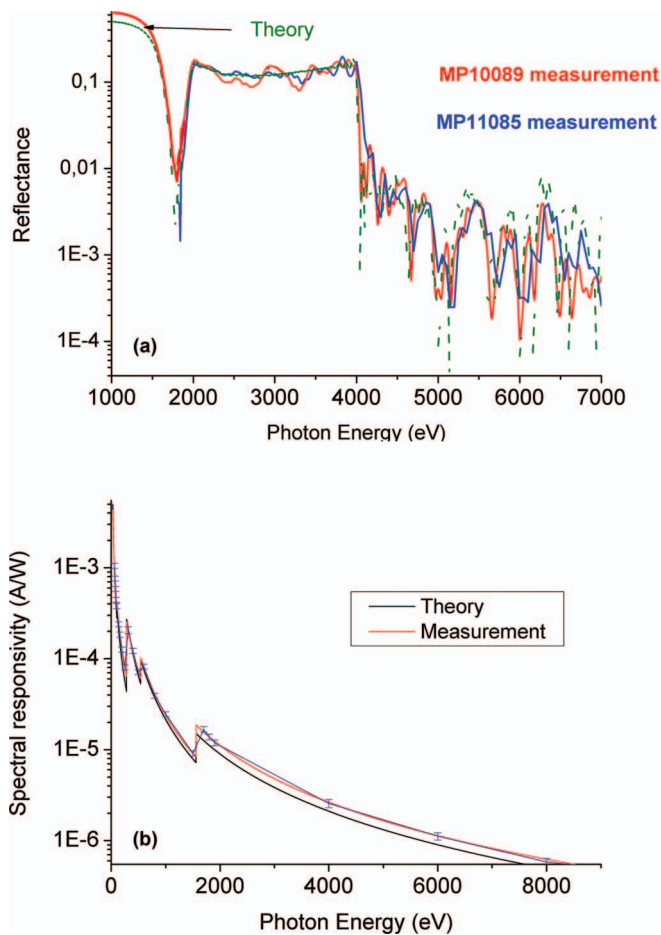 Theory
MP10089 measurement
MP11085 measurement
0,1
0,01
1E-3
1E-4
Reflectance
(a)
1000 2000 3000 4000 5000 6000 7000
Photon Energy (eV)
1E-3
1E-4
1E-5
1E-6
Spectral responsivity (A/W)
Theory
Measurement
(b)
0 2000 4000 6000 8000
Photon Energy (eV)